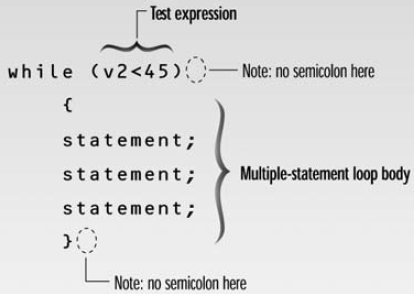 Test expression
while (v2<45)
Note: no semicolon here
{
statement;
statement;
Multiple-statement loop body
statement;
}
Note: no semicolon here